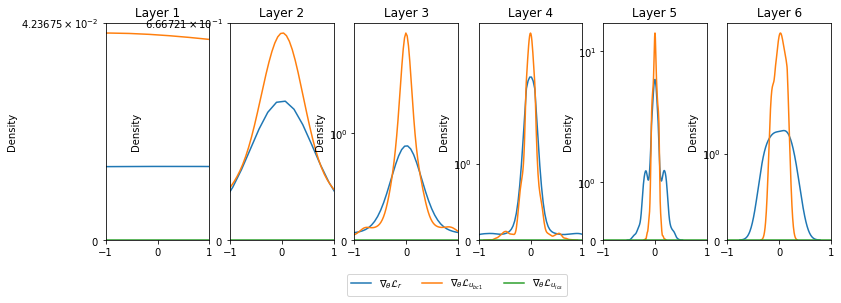 Layer 1
Layer 2
Layer 3
Layer 4
Layer 5
Layer 6
4.23675 × 10⁻²
6.66721 × 10⁻¹
10¹
10⁰
10⁰
10⁰
10⁰
Density
Density
Density
Density
Density
Density
0
0
0
0
0
0
−1 0 1
−1 0 1
−1 0 1
−1 0 1
−1 0 1
−1 0 1
∇θℒr
∇θℒu_bc1
∇θℒu_ics